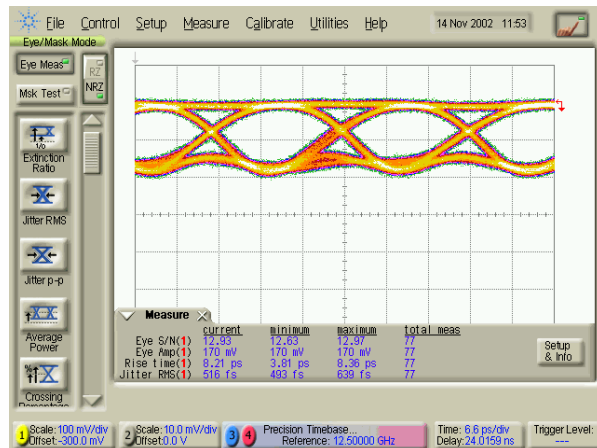 File Control Setup Measure Calibrate Utilities Help 14 Nov 2002 11:53
Eye/Mask Mode
Eye Meas
RZ
NRZ
Msk Test
Extinction
Ratio
Jitter RMS
Jitter p-p
Average
Power
Crossing
Measure
current minimum maximum total meas
Eye S/N(1) 12.93 12.63 12.97 77
Eye Amp(1) 170 mV 170 mV 170 mV 77
Rise time(1) 8.21 ps 3.81 ps 8.36 ps 77
Jitter RMS(1) 516 fs 493 fs 639 fs 77
Setup
& Info
1 Scale:100 mV/div
Offset:-300.0 mV
2 Scale:10.0 mV/div
Offset:0.0 V
3 4 Precision Timebase...
Reference: 12.50000 GHz
Time: 6.6 ps/div
Delay:24.0159 ns
Trigger Level:
---